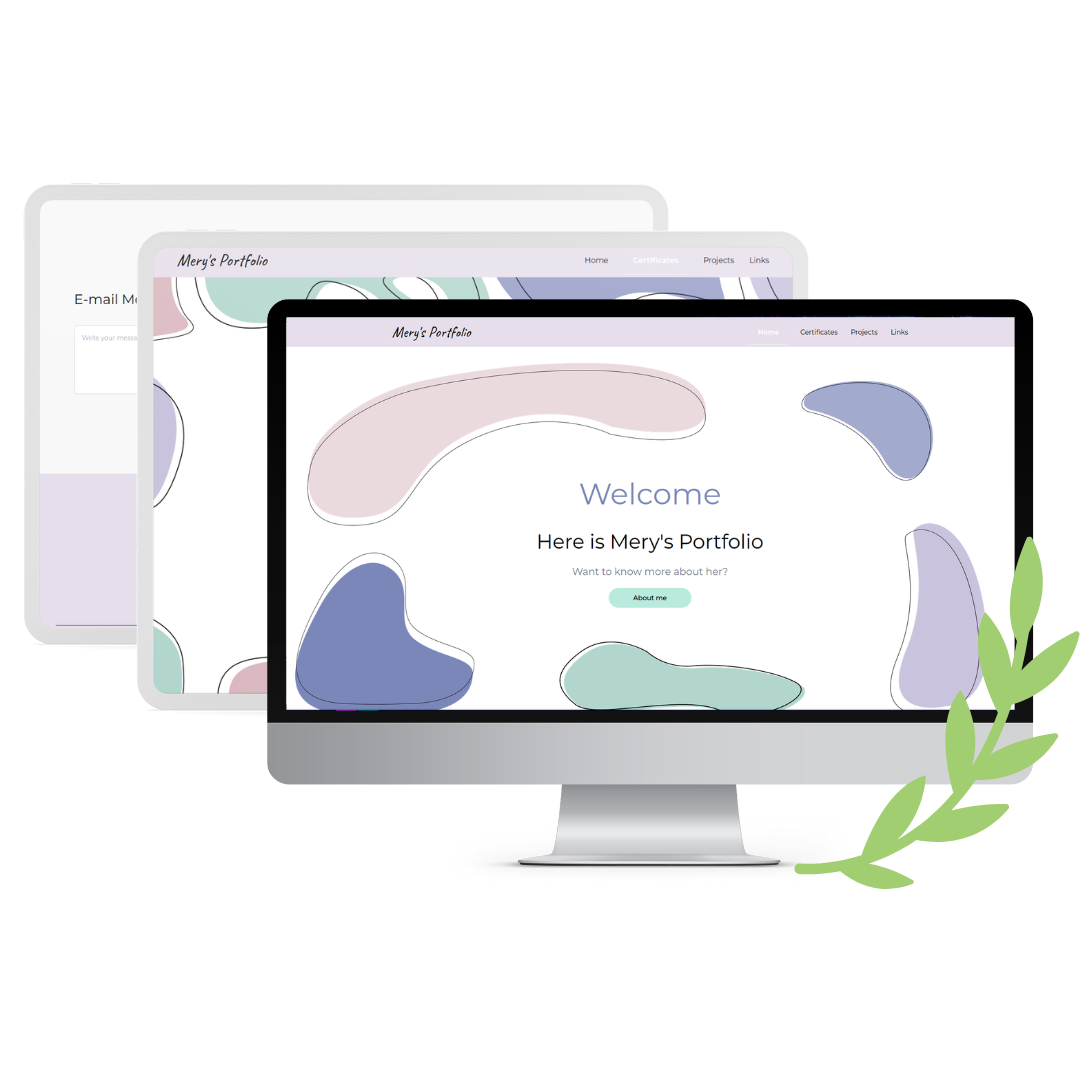 E-mail Me
Write your messa
Mery's Portfolio
Home Certificates Projects Links
Mery's Portfolio
Home Certificates Projects Links
Welcome
Here is Mery's Portfolio
Want to know more about her?
About me